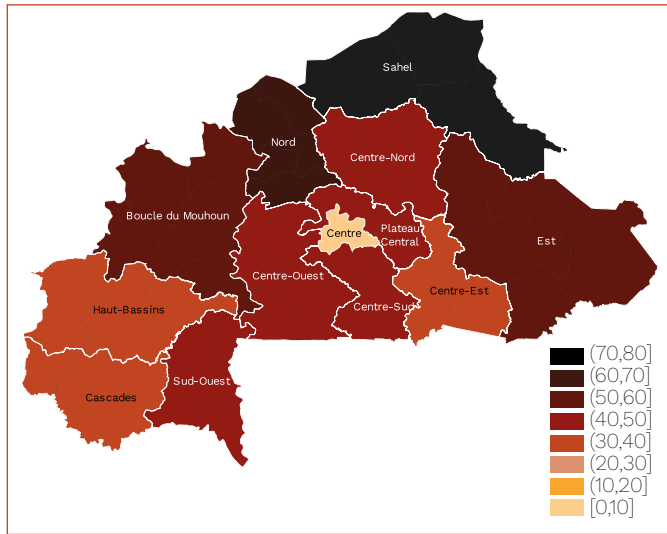 Sahel
Nord
Centre-Nord
Boucle du Mouhoun
Centre
Plateau
Central
Est
Centre-Ouest
Centre-Est
Centre-Sud
Haut-Bassins
Sud-Ouest
Cascades
(70,80]
(60,70]
(50,60]
(40,50]
(30,40]
(20,30]
(10,20]
[0,10]